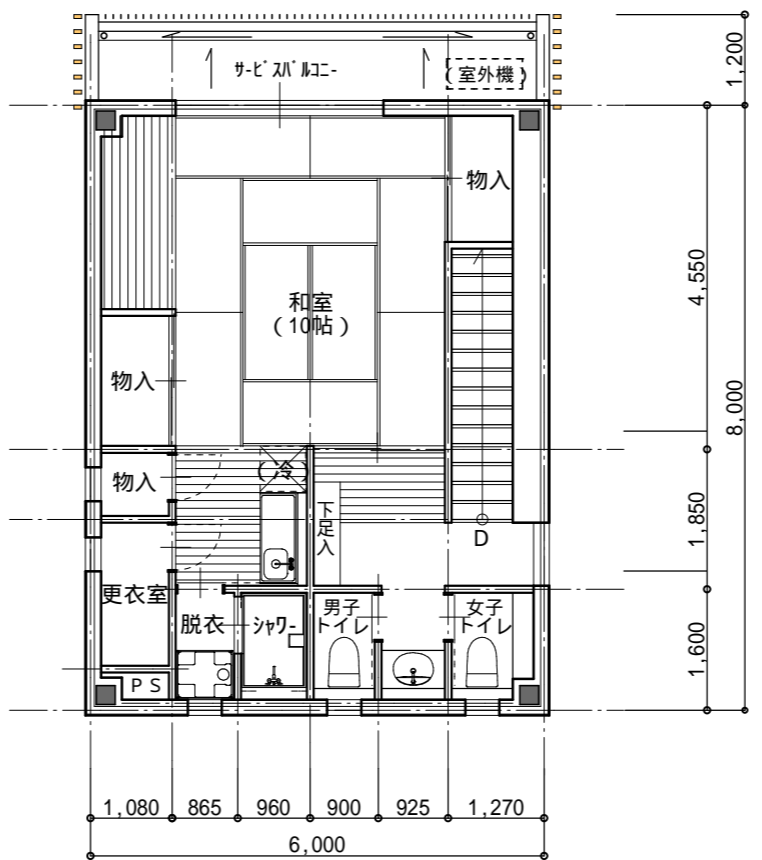 サービスバルコニー
(室外機)
1,200
物入
和室
(10帖)
4,550
8,000
物入
物入
冷
下足入
D
1,850
更衣室
脱衣
シャワー
男子
トイレ
女子
トイレ
1,600
PS
1,080
865
960
900
925
1,270
6,000